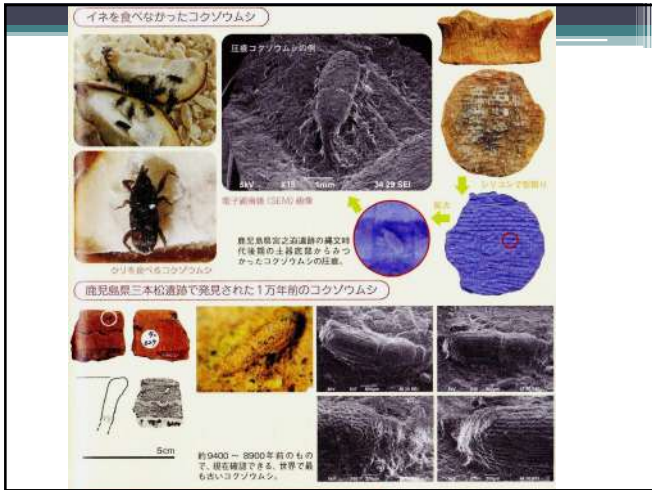 イネを食べなかったコクゾウムシ
圧痕コクゾウムシの例
5kV X15 1mm 34 29 SEI
電子顕微鏡（SEM）画像
シリコンで型取り
拡大
鹿児島県宮之迫遺跡の縄文時
代後期の土器底部からみつ
かったコクゾウムシの圧痕。
クリを食べるコクゾウムシ
鹿児島県三本松遺跡で発見された1万年前のコクゾウムシ
5cm
約9400～8900年前のもの
で、現在確認できる、世界で最
も古いコクゾウムシ。